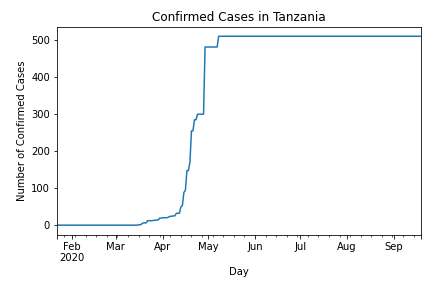 Confirmed Cases in Tanzania
Number of Confirmed Cases
500
400
300
200
100
0
Feb Mar Apr May Jun Jul Aug Sep
2020
Day